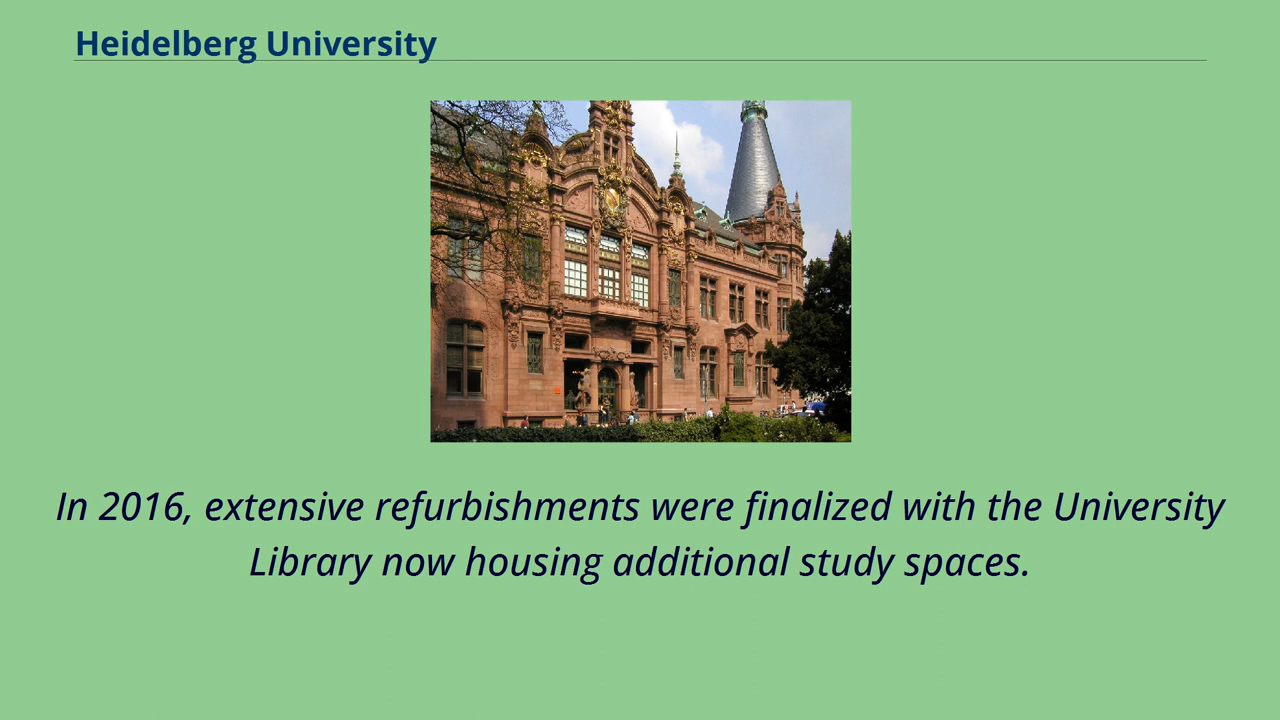 Heidelberg University
In 2016, extensive refurbishments were finalized with the University
Library now housing additional study spaces.